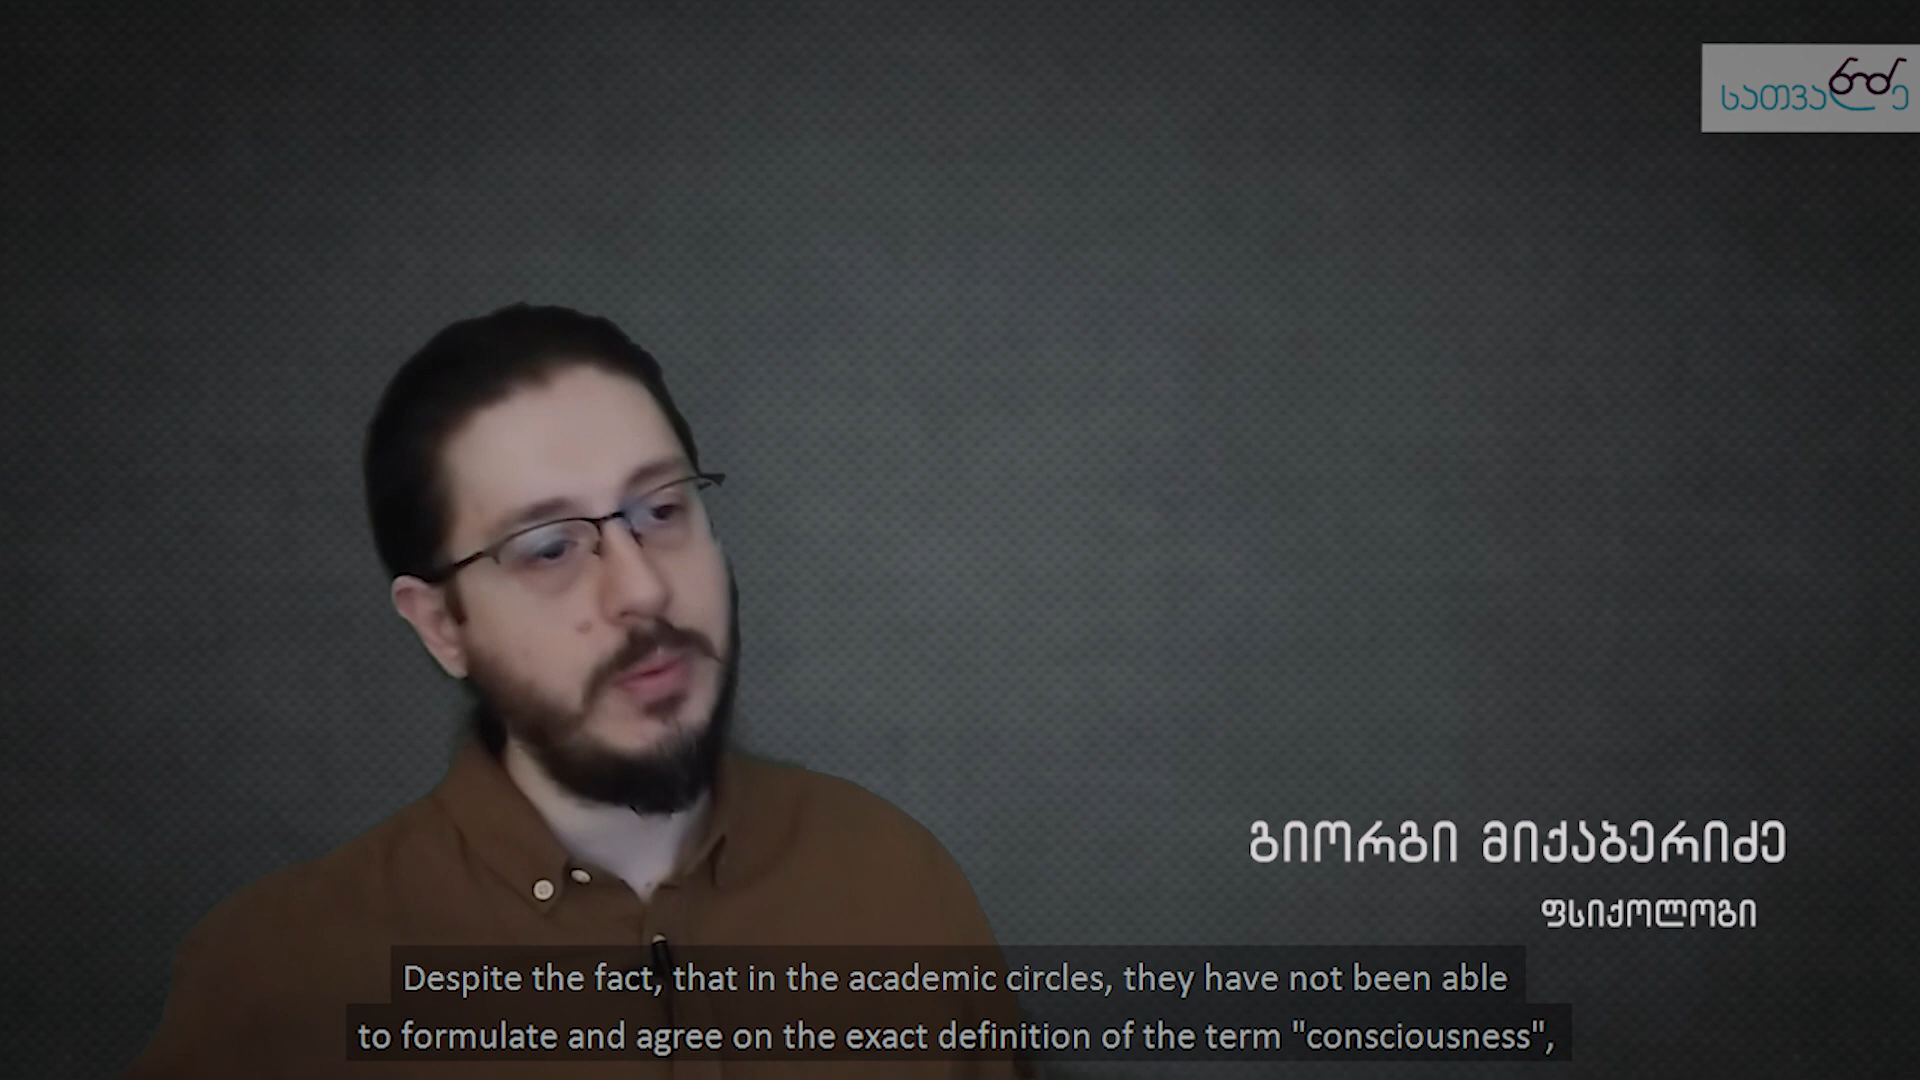 სათვალე
გიორგი მიქაბერიძე
ფსიქოლოგი
Despite the fact, that in the academic circles, they have not been able
to formulate and agree on the exact definition of the term "consciousness",